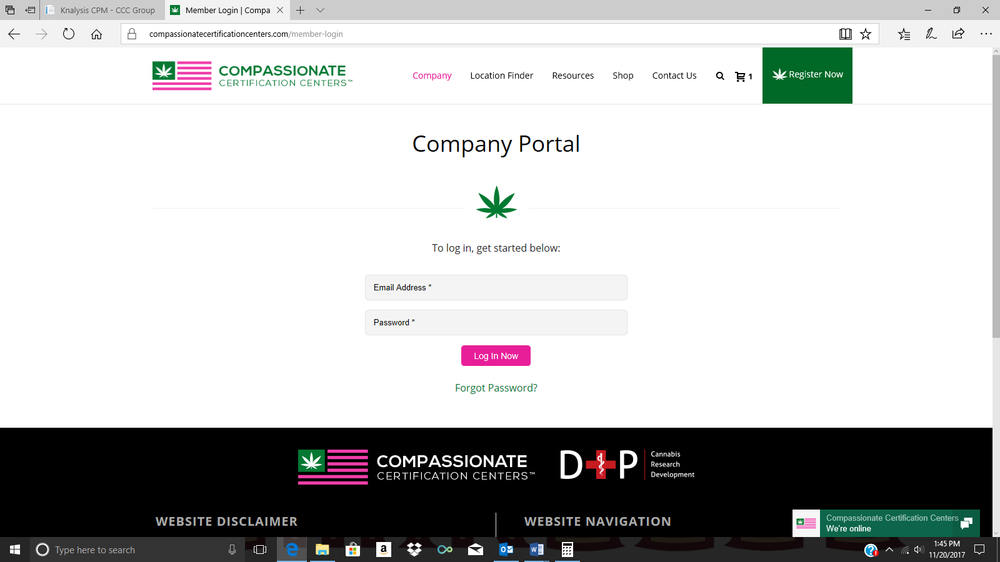 Knalysis CPM - CCC Group
Member Login | Compa
compassionatecertificationcenters.com/member-login
COMPASSIONATE
CERTIFICATION CENTERS™
Company
Location Finder
Resources
Shop
Contact Us
1
Register Now
Company Portal
To log in, get started below:
Email Address *
Password *
Log In Now
Forgot Password?
COMPASSIONATE
CERTIFICATION CENTERS™
D P
Cannabis
Research
Development
WEBSITE DISCLAIMER
WEBSITE NAVIGATION
Compassionate Certification Centers
We're online
Type here to search
1:45 PM
11/20/2017